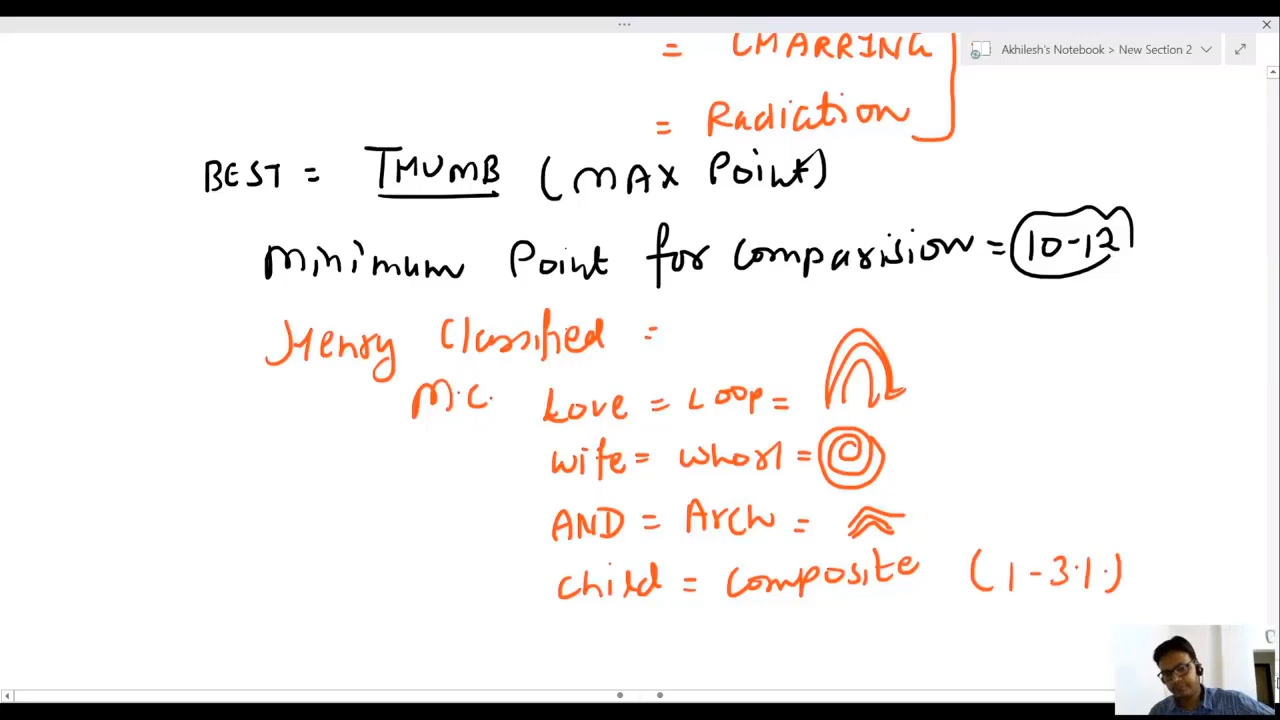 = CHARRING
Akhilesh's Notebook > New Section 2
= Radiation
BEST = THUMB (MAX Point)
Minimum Point for comparision = 10-12
Henry Classified =
M.C. Love = Loop =
wife = whorl =
AND = Arch =
child = composite (1-3.1.)